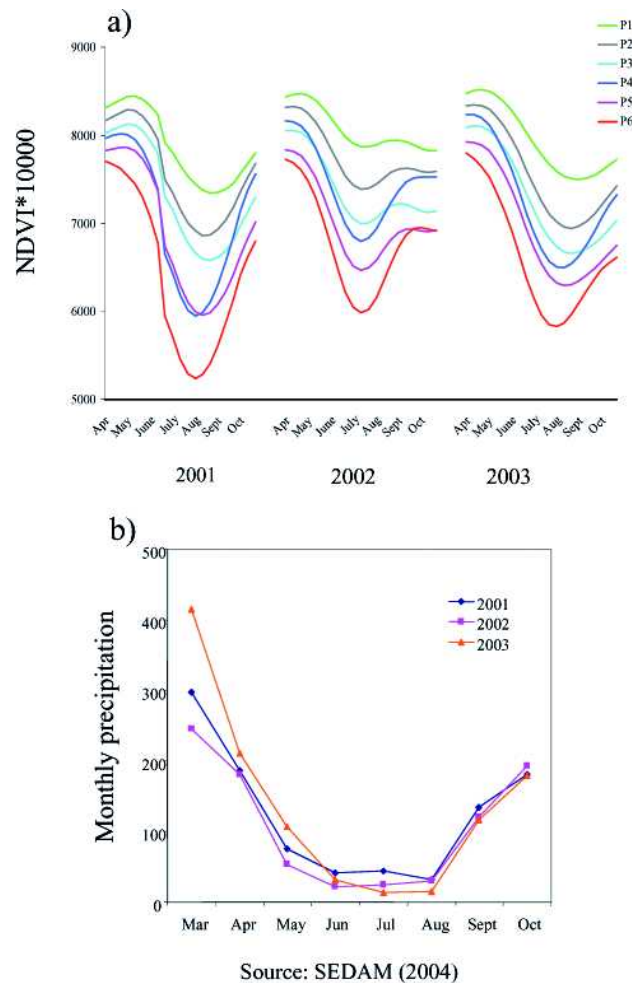 a)
9000
8000
7000
6000
5000
NDVI*10000
P1
P2
P3
P4
P5
P6
Apr May June July Aug Sept Oct
Apr May June July Aug Sept Oct
Apr May June July Aug Sept Oct
2001 2002 2003
b)
500
400
300
200
100
0
Monthly precipitation
2001
2002
2003
Mar Apr May Jun Jul Aug Sept Oct
Source: SEDAM (2004)